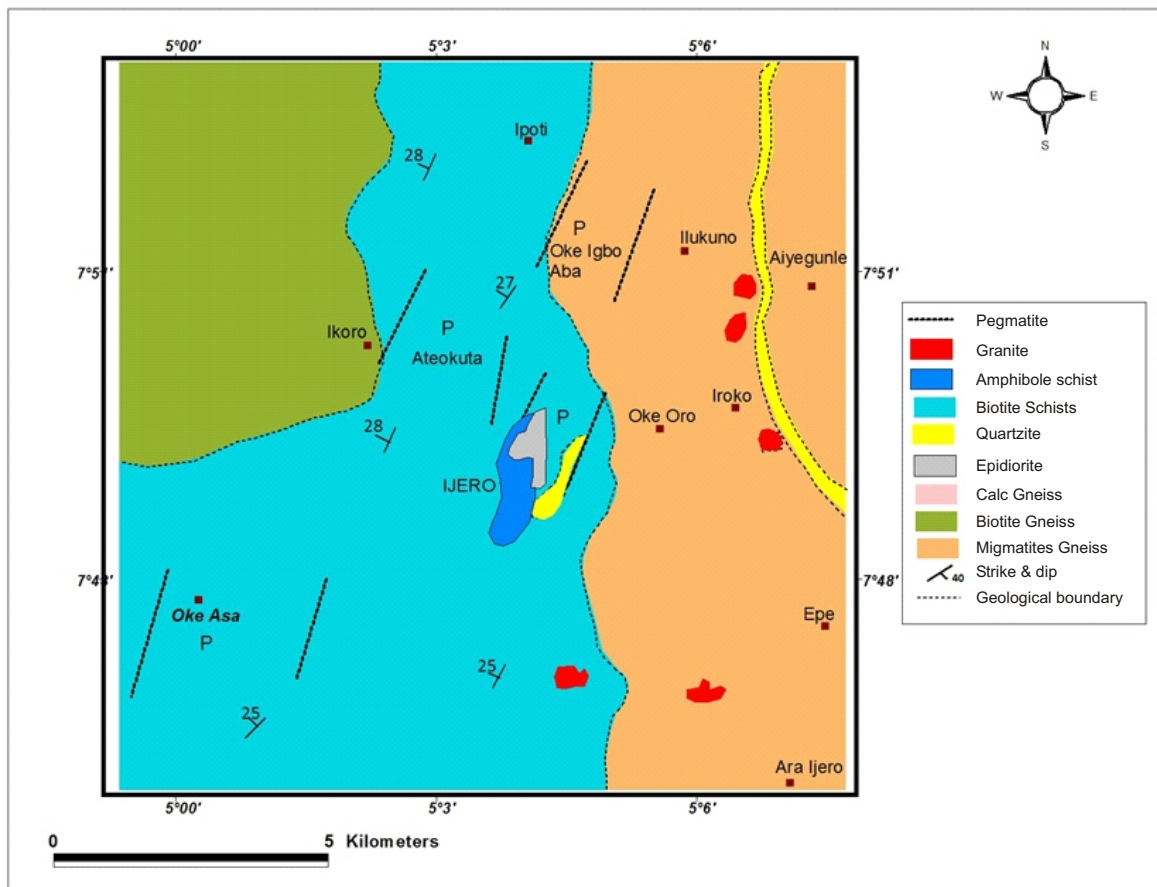 5°00'
5°3'
5°6'
N
W
E
S
Ipoti
28
P
Oke Igbo
Aba
Ilukuno
Aiyegunle
7°51'
7°51'
27
Ikoro
P
Ateokuta
Iroko
P
Oke Oro
28
IJERO
Pegmatite
Granite
Amphibole schist
Biotite Schists
Quartzite
Epidiorite
Calc Gneiss
Biotite Gneiss
Migmatites Gneiss
40
Strike & dip
Geological boundary
7°48'
Oke Asa
P
Epe
25
25
Ara Ijero
5°00'
5°3'
5°6'
0
5
Kilometers